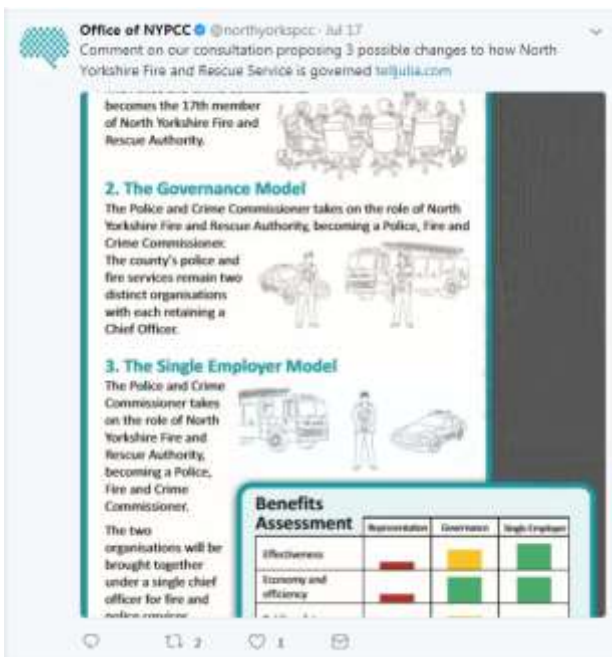 Office of NYPCC @northyorkspcc · Jul 17
Comment on our consultation proposing 3 possible changes to how North
Yorkshire Fire and Rescue Service is governed telljulia.com
becomes the 17th member
of North Yorkshire Fire and
Rescue Authority.
2. The Governance Model
The Police and Crime Commissioner takes on the role of North
Yorkshire Fire and Rescue Authority, becoming a Police, Fire and
Crime Commissioner.
The county's police and
fire services remain two
distinct organisations
with each retaining a
Chief Officer.
3. The Single Employer Model
The Police and Crime
Commissioner takes
on the role of North
Yorkshire Fire and
Rescue Authority,
becoming a Police,
Fire and Crime
Commissioner.
The two
organisations will be
brought together
under a single chief
officer for fire and
police services
Benefits
Assessment
Representation Governance Single Employer
Effectiveness
Economy and
efficiency
2 1